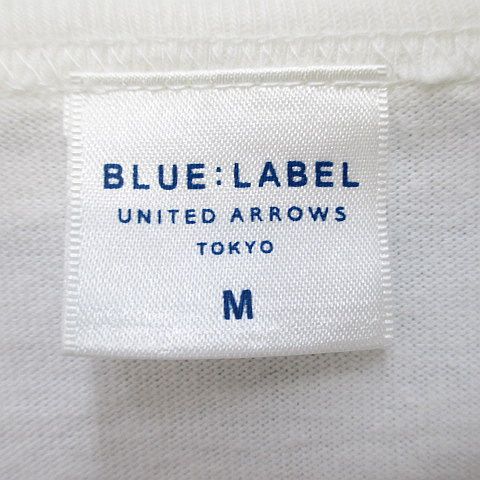 BLUE:LABEL
UNITED ARROWS
TOKYO
M